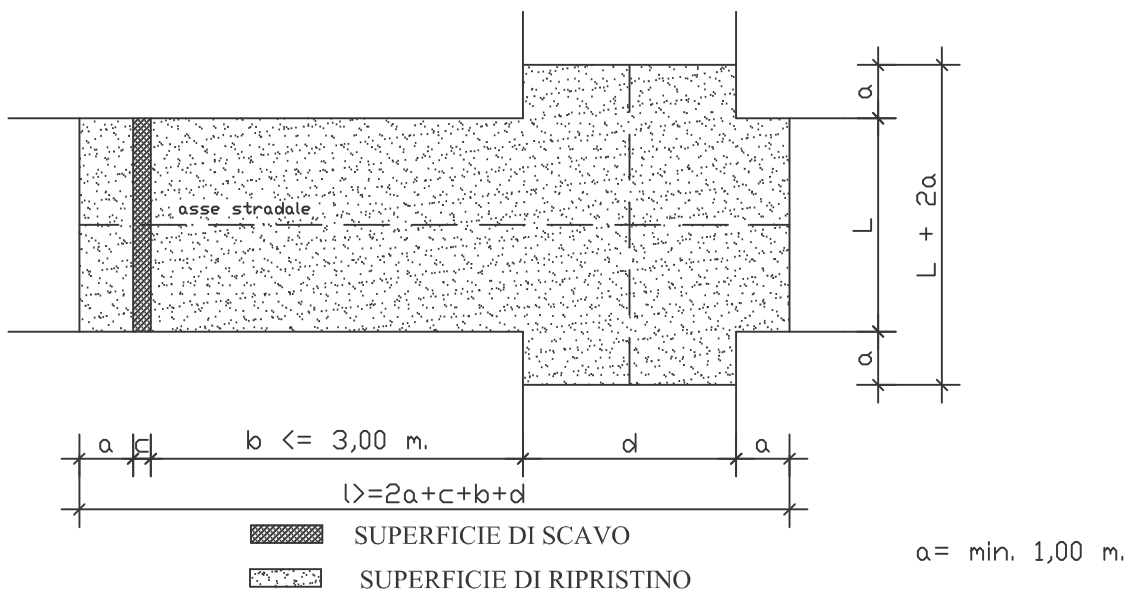 asse stradale
a
L
a
L + 2a
a
c
b <= 3,00 m.
d
a
l>=2a+c+b+d
SUPERFICIE DI SCAVO
SUPERFICIE DI RIPRISTINO
a= min. 1,00 m.